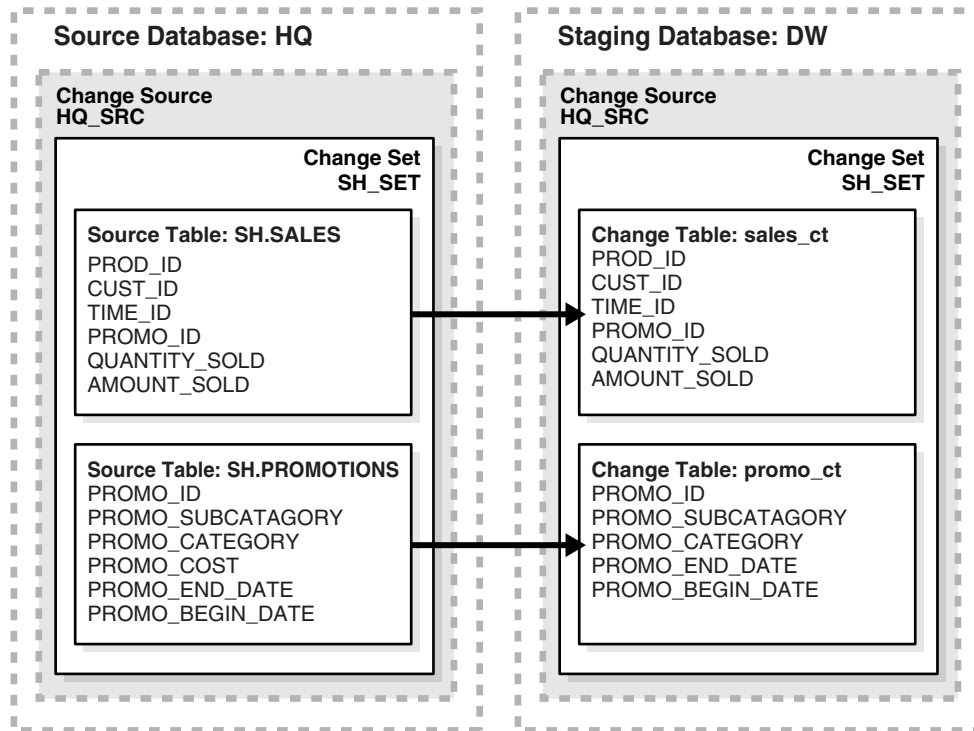 Source Database: HQ
Change Source
HQ_SRC
Change Set
SH_SET
Source Table: SH.SALES
PROD_ID
CUST_ID
TIME_ID
PROMO_ID
QUANTITY_SOLD
AMOUNT_SOLD
Source Table: SH.PROMOTIONS
PROMO_ID
PROMO_SUBCATAGORY
PROMO_CATEGORY
PROMO_COST
PROMO_END_DATE
PROMO_BEGIN_DATE
Staging Database: DW
Change Source
HQ_SRC
Change Set
SH_SET
Change Table: sales_ct
PROD_ID
CUST_ID
TIME_ID
PROMO_ID
QUANTITY_SOLD
AMOUNT_SOLD
Change Table: promo_ct
PROMO_ID
PROMO_SUBCATAGORY
PROMO_CATEGORY
PROMO_END_DATE
PROMO_BEGIN_DATE